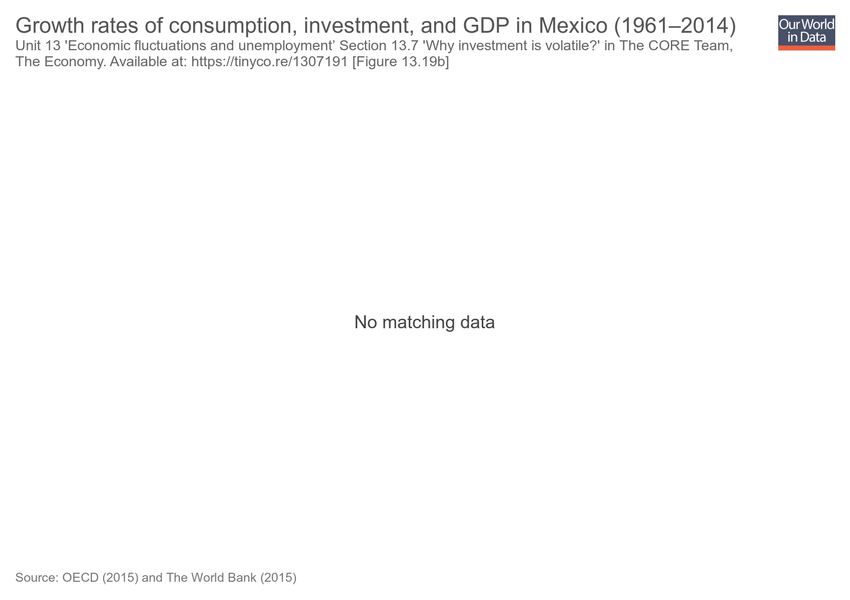 Growth rates of consumption, investment, and GDP in Mexico (1961–2014)
Our World
in Data
Unit 13 'Economic fluctuations and unemployment' Section 13.7 'Why investment is volatile?' in The CORE Team,
The Economy. Available at: https://tinyco.re/1307191 [Figure 13.19b]
No matching data
Source: OECD (2015) and The World Bank (2015)